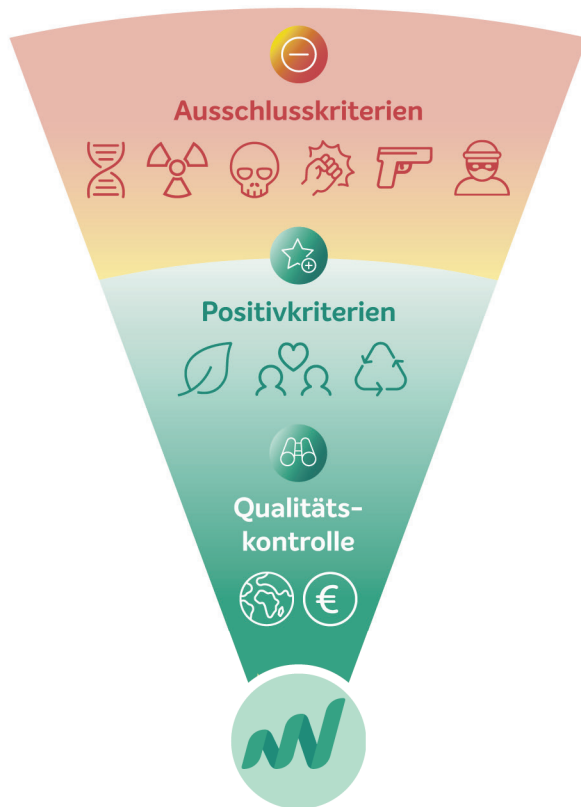 Ausschlusskriterien
Positivkriterien
Qualitäts-
kontrolle
€